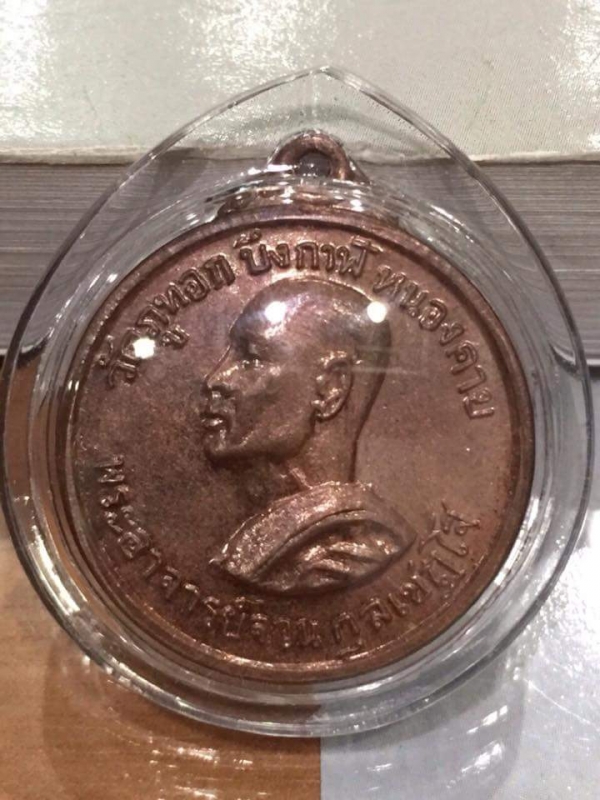 วัดภูทอก บึงกาฬ หนองคาย
พระอาจารย์จวน กุลเชฏโฐ